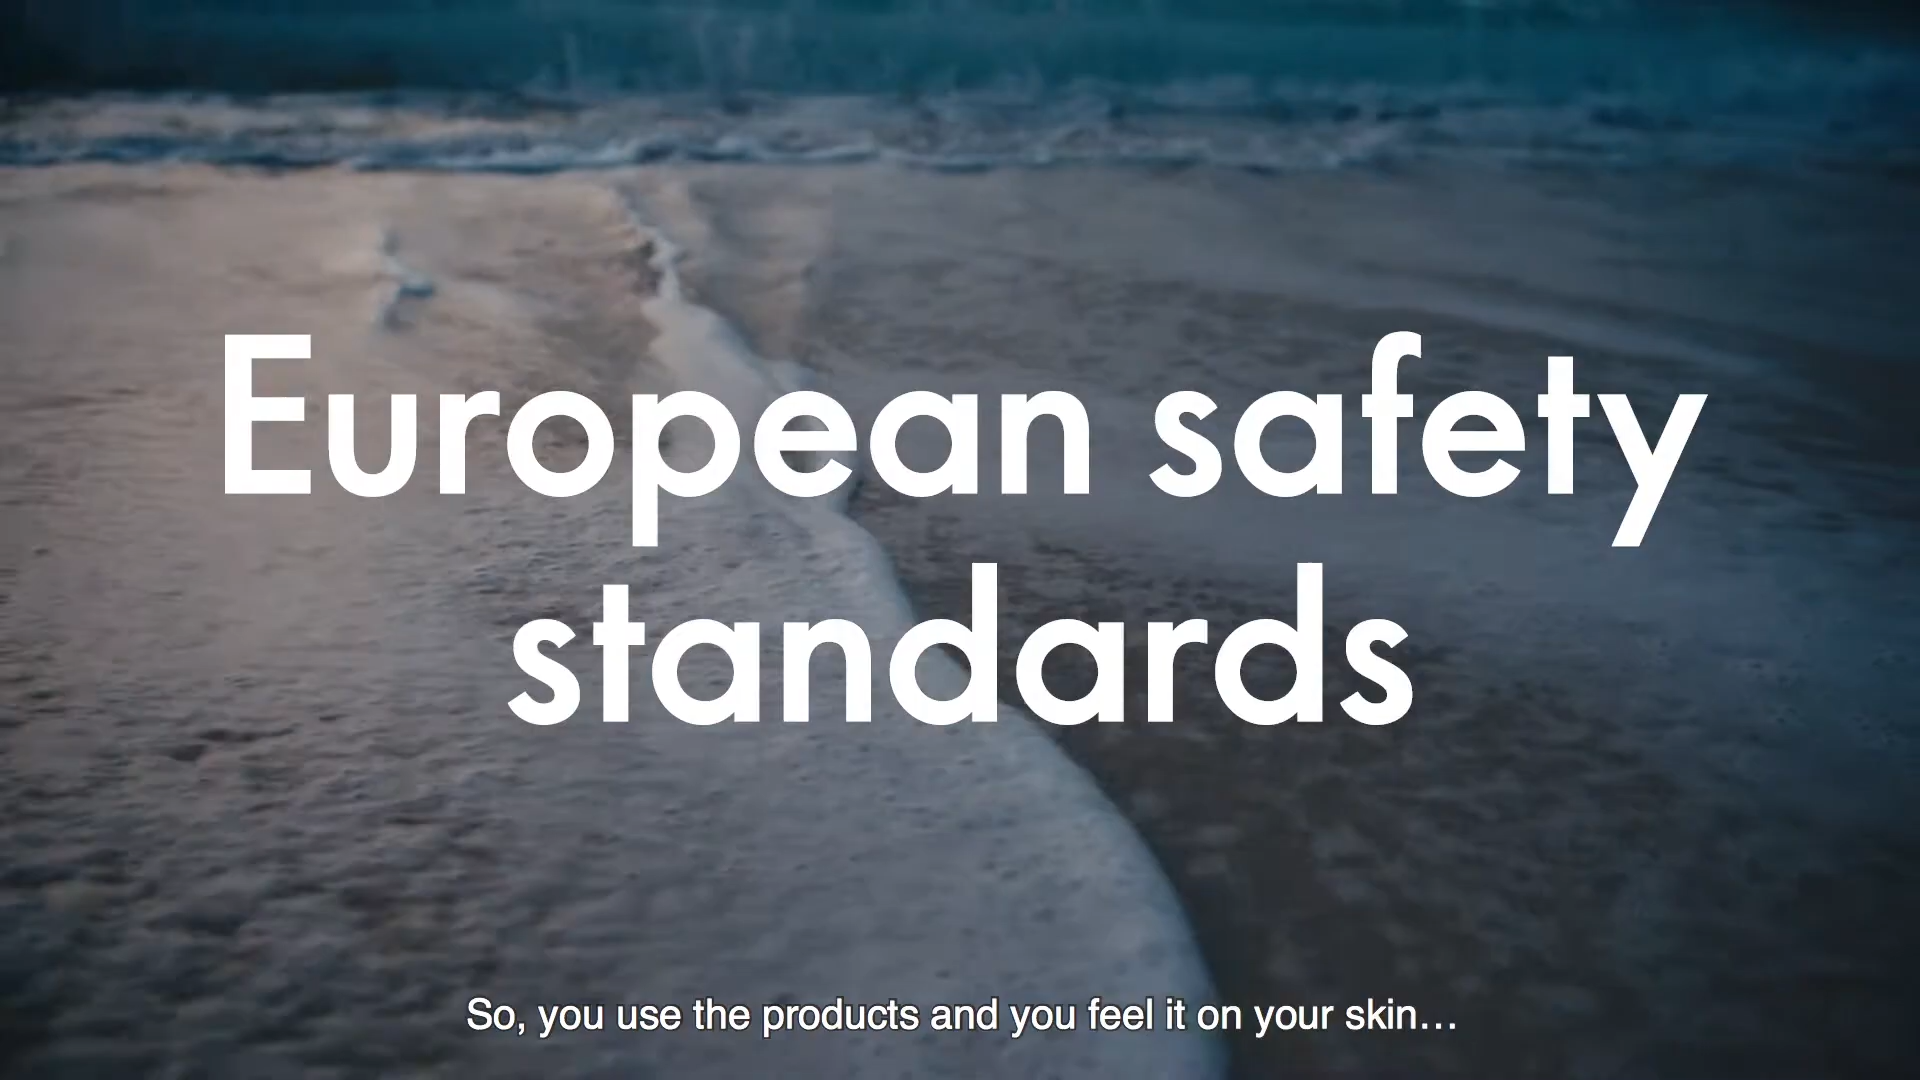 European safety
standards
So, you use the products and you feel it on your skin…